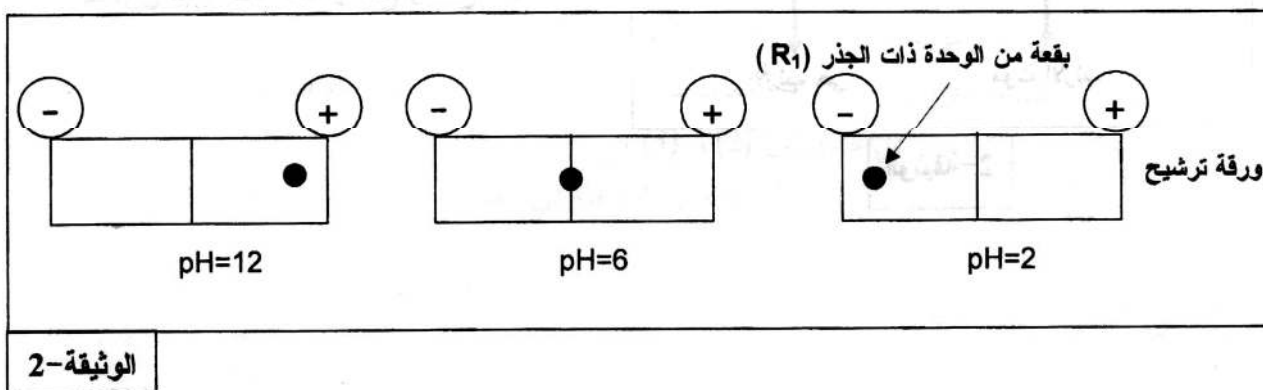 بقعة من الوحدة ذات الجذر (R₁)
- + - + - +
ورقة ترشيح
pH=12 pH=6 pH=2
الوثيقة-2